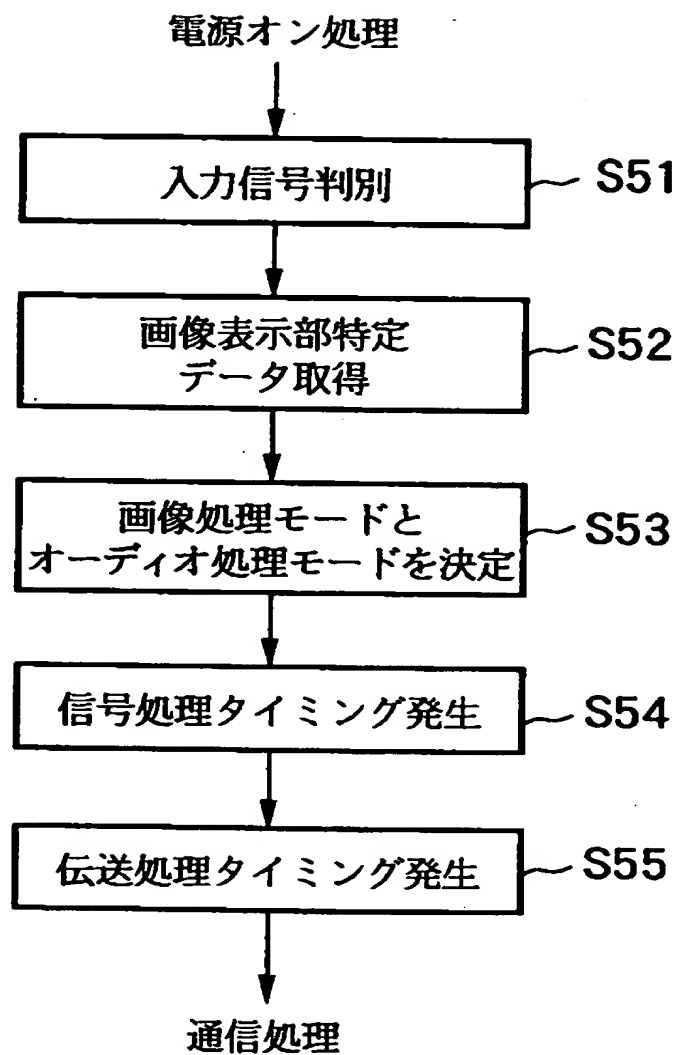 電源オン処理
入力信号判別
S51
画像表示部特定
データ取得
S52
画像処理モードと
オーディオ処理モードを決定
S53
信号処理タイミング発生
S54
伝送処理タイミング発生
S55
通信処理